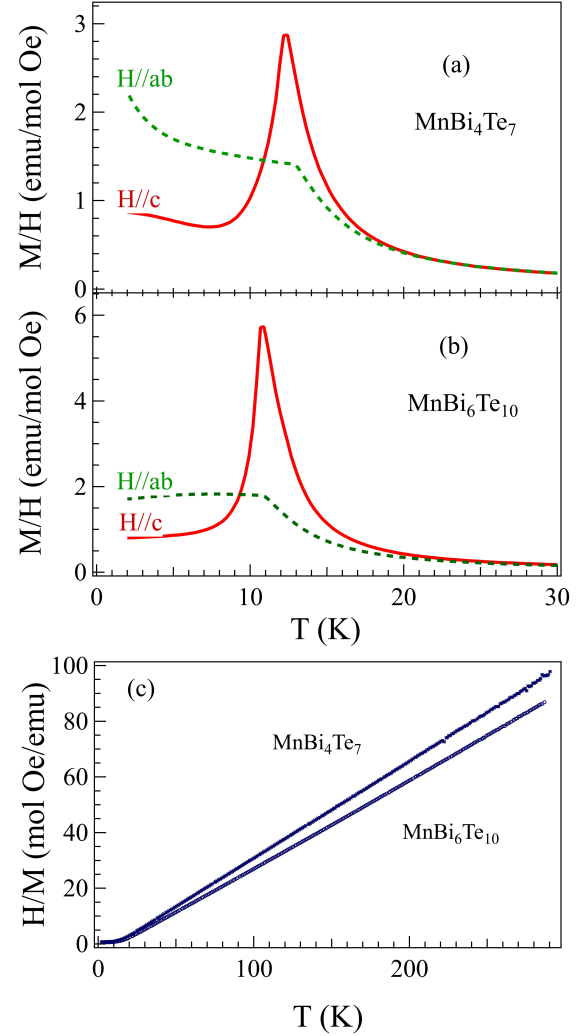 3
2
1
0
M/H (emu/mol Oe)
(a)
MnBi₄Te₇
H//ab
H//c
6
4
2
0
M/H (emu/mol Oe)
(b)
MnBi₆Te₁₀
H//ab
H//c
0 10 20 30
T (K)
100
80
60
40
20
0
H/M (mol Oe/emu)
(c)
MnBi₄Te₇
MnBi₆Te₁₀
0 100 200
T (K)